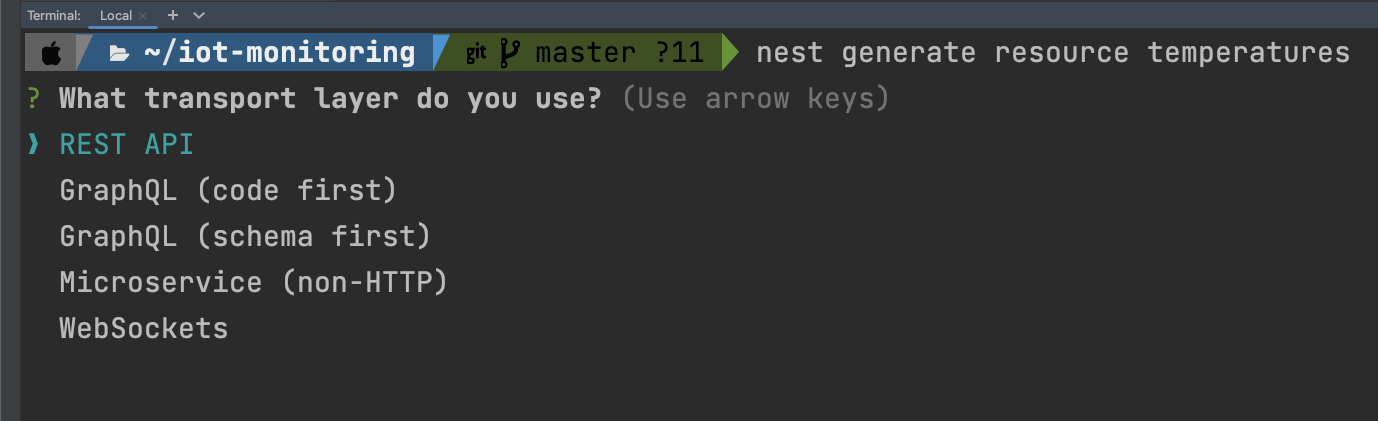 Terminal: Local × + 
~/iot-monitoring git master ?11 nest generate resource temperatures
? What transport layer do you use? (Use arrow keys)
❯ REST API
GraphQL (code first)
GraphQL (schema first)
Microservice (non-HTTP)
WebSockets